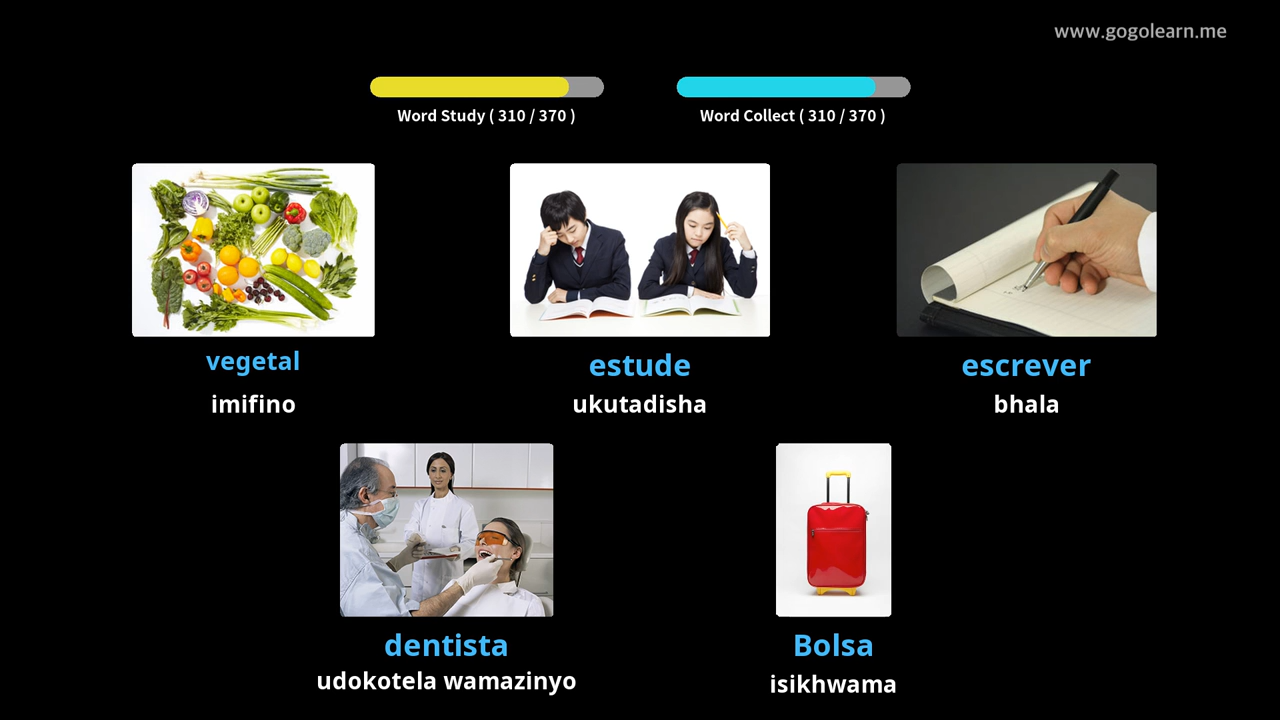 www.gogolearn.me
Word Study ( 310 / 370 )
Word Collect ( 310 / 370 )
vegetal
imifino
estude
ukutadisha
escrever
bhala
dentista
udokotela wamazinyo
Bolsa
isikhwama